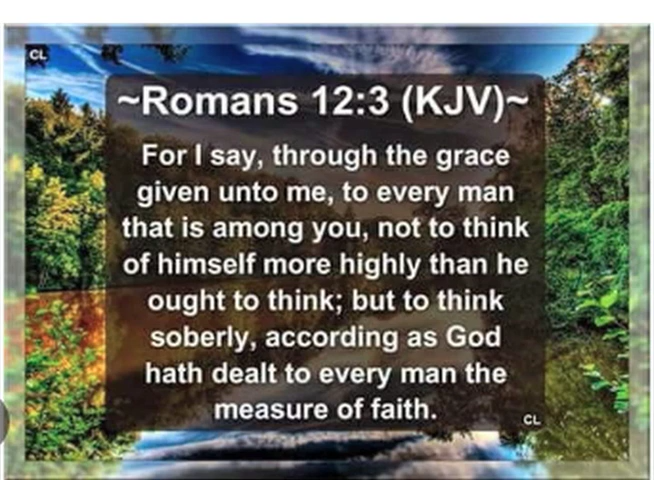 CL
~Romans 12:3 (KJV)~
For I say, through the grace
given unto me, to every man
that is among you, not to think
of himself more highly than he
ought to think; but to think
soberly, according as God
hath dealt to every man the
measure of faith.
CL